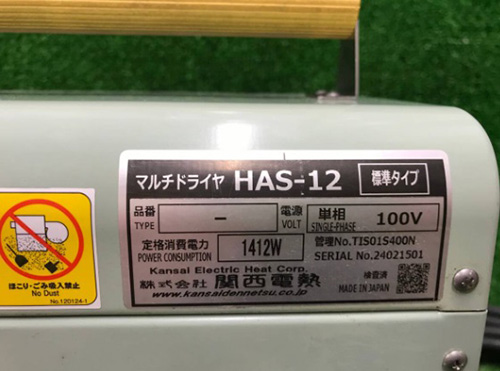 マルチドライヤ HAS-12 標準タイプ
品番 TYPE - 電源 VOLT 単相 SINGLE-PHASE 100V
定格消費電力 POWER CONSUMPTION 1412W 管理No.TIS01S400N
SERIAL No.24021501
Kansai Electric Heat Corp.
株式会社 関西電熱
www.kansaidennetsu.co.jp
検査済
MADE IN JAPAN
ほこり・ごみ吸入禁止
No Dust
No.120124-1